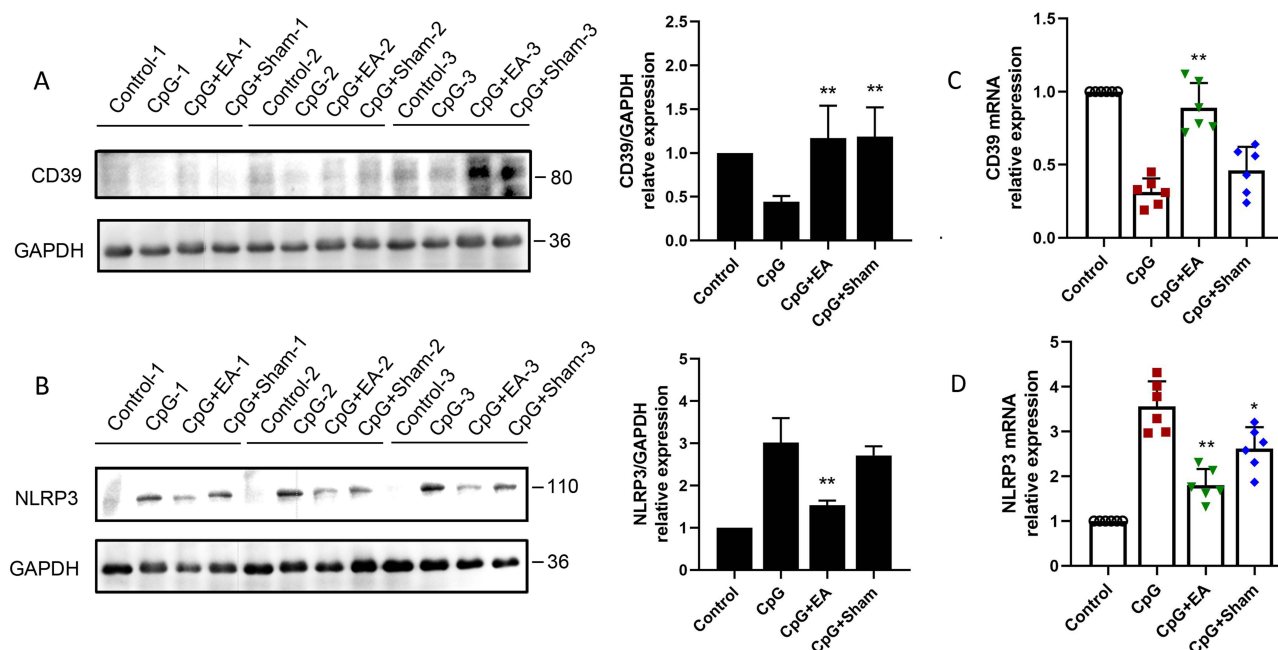 A
Control-1
CpG-1
CpG+EA-1
CpG+Sham-1
Control-2
CpG-2
CpG+EA-2
CpG+Sham-2
Control-3
CpG-3
CpG+EA-3
CpG+Sham-3
CD39
80
GAPDH
36
CD39/GAPDH
relative expression
2.5
2.0
1.5
1.0
0.5
0.0
**
**
Control
CpG
CpG+EA
CpG+Sham
C
CD39 mRNA
relative expression
1.5
1.0
0.5
0.0
**
Control
CpG
CpG+EA
CpG+Sham
B
Control-1
CpG-1
CpG+EA-1
CpG+Sham-1
Control-2
CpG-2
CpG+EA-2
CpG+Sham-2
Control-3
CpG-3
CpG+EA-3
CpG+Sham-3
NLRP3
110
GAPDH
36
NLRP3/GAPDH
relative expression
5
4
3
2
1
0
**
Control
CpG
CpG+EA
CpG+Sham
D
NLRP3 mRNA
relative expression
5
4
3
2
1
0
**
*
Control
CpG
CpG+EA
CpG+Sham